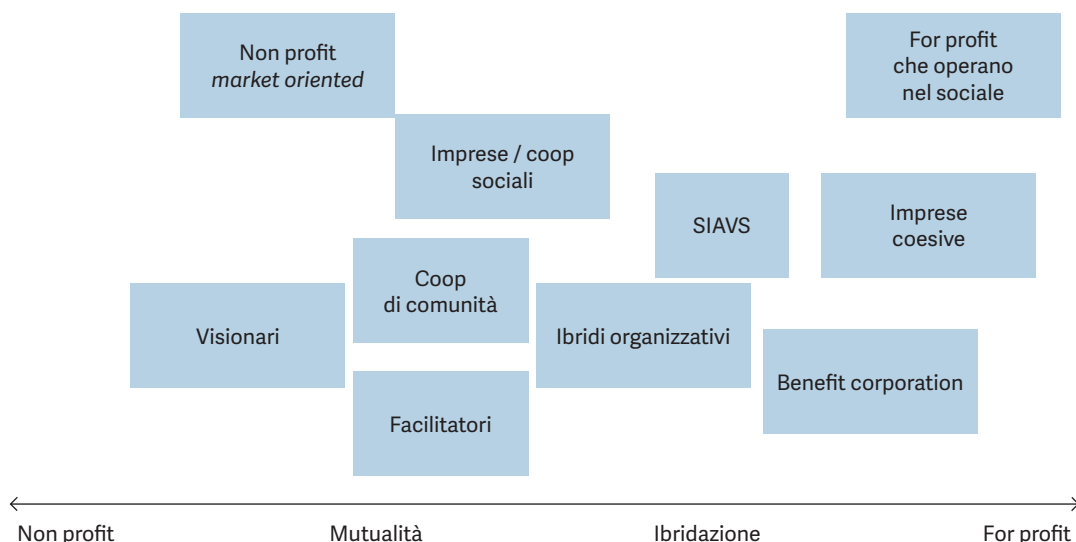 Non profit
market oriented
For profit
che operano
nel sociale
Imprese / coop
sociali
SIAVS
Imprese
coesive
Coop
di comunità
Visionari
Ibridi organizzativi
Benefit corporation
Facilitatori
Non profit
Mutualità
Ibridazione
For profit